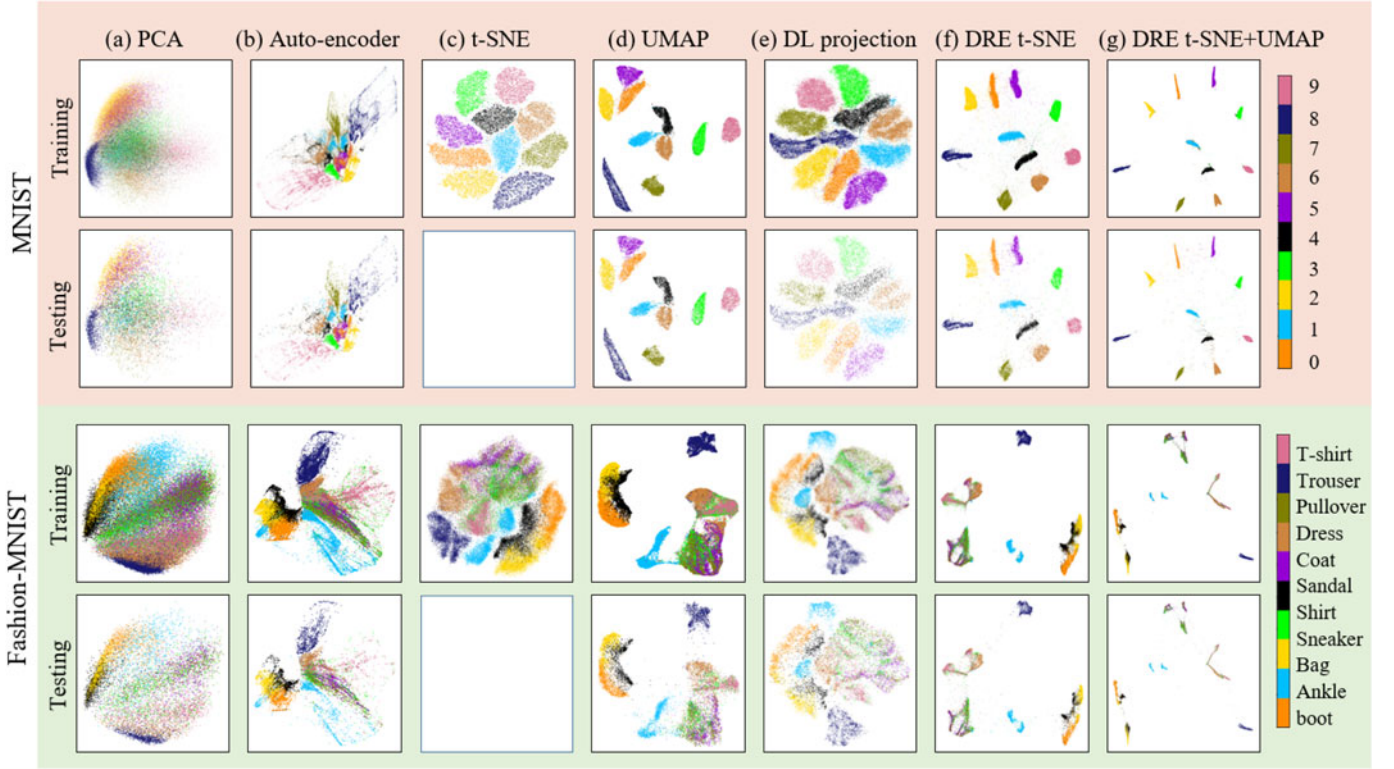 (a) PCA (b) Auto-encoder (c) t-SNE (d) UMAP (e) DL projection (f) DRE t-SNE (g) DRE t-SNE+UMAP
MNIST
Training
Testing
9
8
7
6
5
4
3
2
1
0
Fashion-MNIST
Training
Testing
T-shirt
Trouser
Pullover
Dress
Coat
Sandal
Shirt
Sneaker
Bag
Ankle
boot